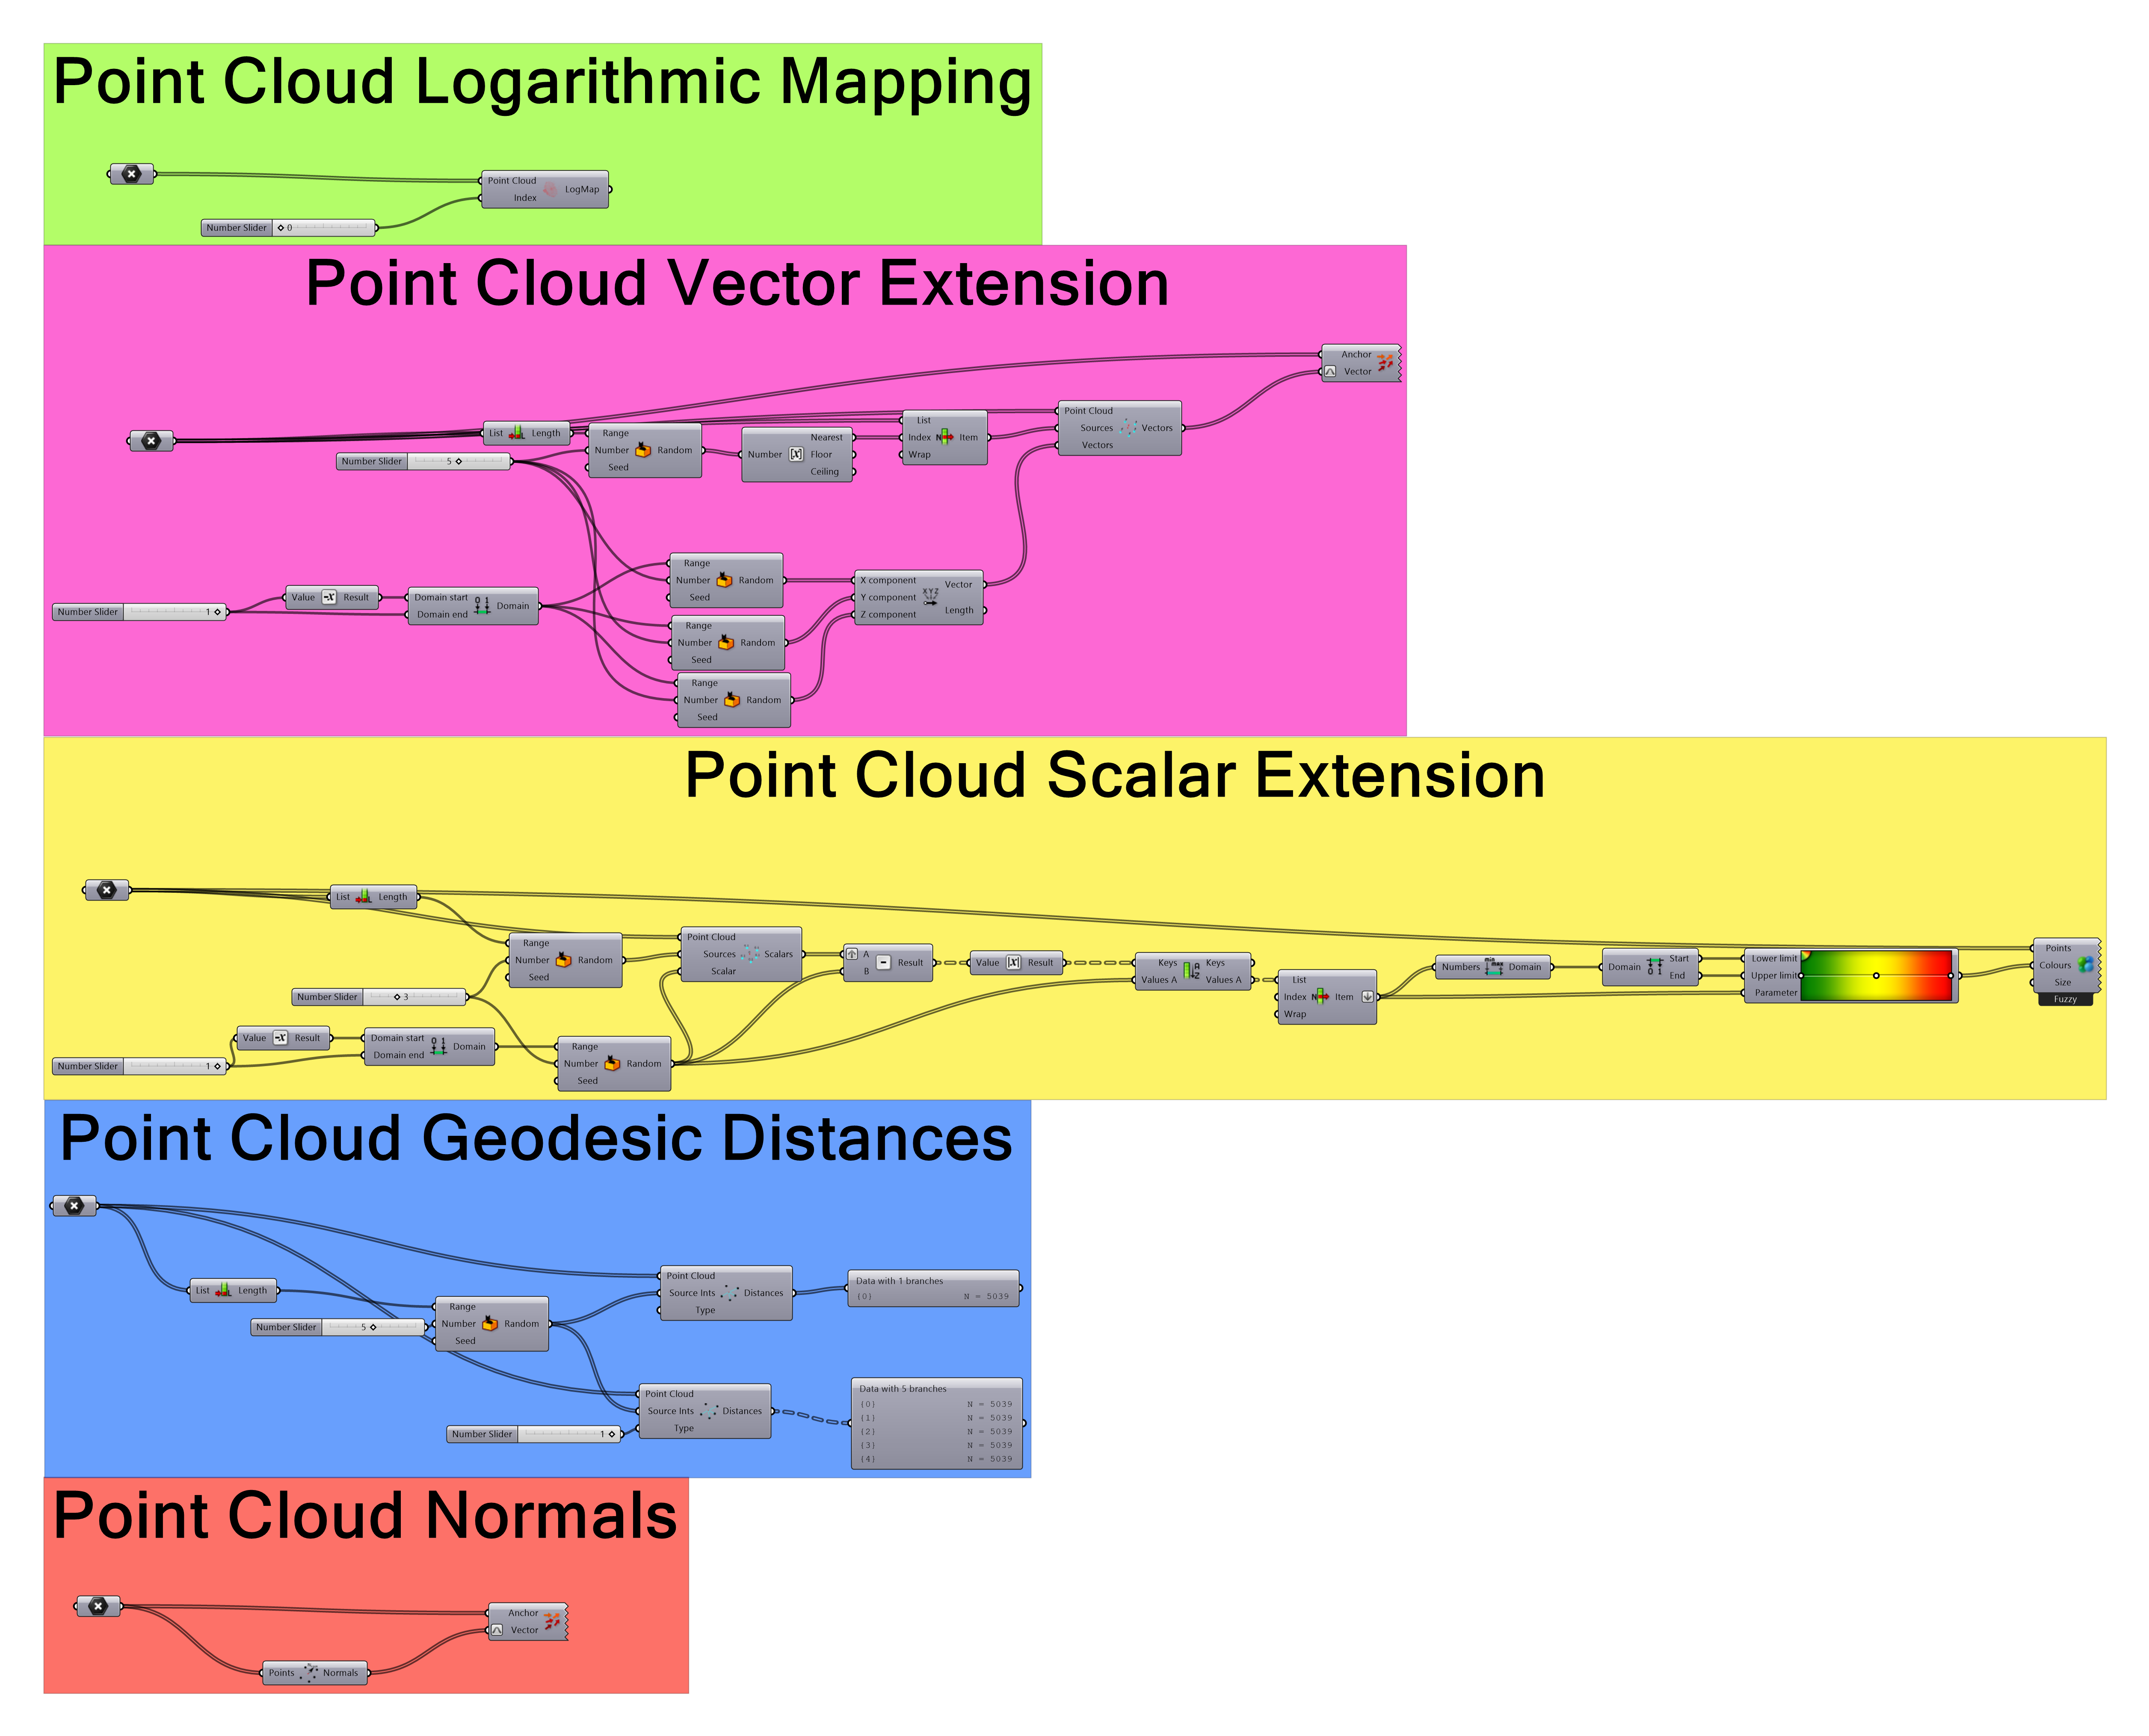 Point Cloud Logarithmic Mapping
Point Cloud
Index
LogMap
Number Slider
0
Point Cloud Vector Extension
Anchor
Vector
List
Length
Number Slider
5
Range
Number
Seed
Random
Number
Nearest
Floor
Ceiling
List
Index
Wrap
Item
Point Cloud
Sources
Vectors
Vectors
Number Slider
1
Value
-x
Result
Domain start
Domain end
0 1
Domain
Range
Number
Seed
Random
Range
Number
Seed
Random
Range
Number
Seed
Random
X component
Y component
Z component
XYZ
Vector
Length
Point Cloud Scalar Extension
List
Length
Range
Number
Seed
Random
Number Slider
3
Number Slider
1
Value
-x
Result
Domain start
Domain end
0 1
Domain
Range
Number
Seed
Random
Point Cloud
Sources
Scalar
Scalars
A
B
Result
Value
|x|
Result
Keys
Values A
A
Z
Keys
Values A
List
Index
Wrap
Item
Numbers
min max
Domain
Domain
0 1
Start
End
Lower limit
Upper limit
Parameter
Points
Colours
Size
Fuzzy
Point Cloud Geodesic Distances
List
Length
Number Slider
5
Range
Number
Seed
Random
Point Cloud
Source Ints
Type
Distances
Data with 1 branches
{0} N = 5039
Number Slider
1
Point Cloud
Source Ints
Type
Distances
Data with 5 branches
{0} N = 5039
{1} N = 5039
{2} N = 5039
{3} N = 5039
{4} N = 5039
Point Cloud Normals
Anchor
Vector
Points
Normals